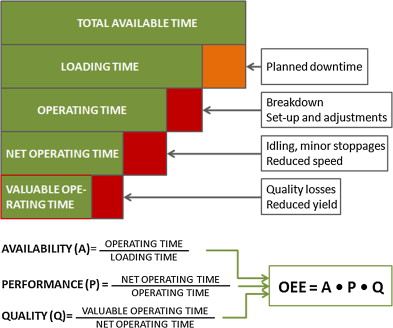 TOTAL AVAILABLE TIME
LOADING TIME
Planned downtime
OPERATING TIME
Breakdown
Set-up and adjustments
NET OPERATING TIME
Idling, minor stoppages
Reduced speed
VALUABLE OPE-
RATING TIME
Quality losses
Reduced yield
AVAILABILITY (A)= OPERATING TIME
LOADING TIME
PERFORMANCE (P) = NET OPERATING TIME
OPERATING TIME
QUALITY (Q)= VALUABLE OPERATING TIME
NET OPERATING TIME
OEE = A • P • Q